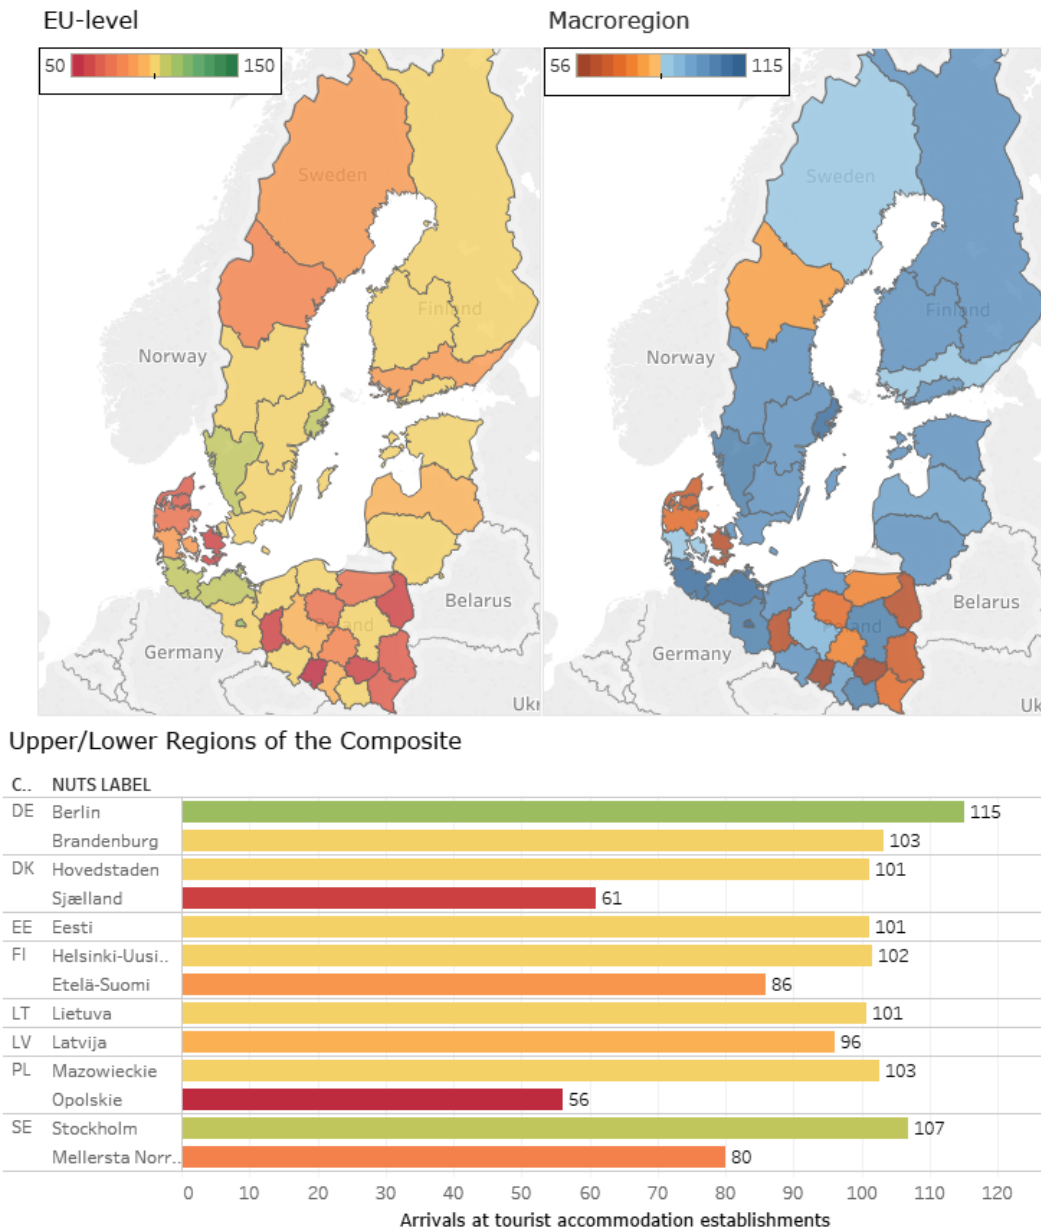 EU-level
Macroregion
50 150
56 115
Sweden
Finland
Norway
Belarus
Poland
Germany
Ukr
Sweden
Finland
Norway
Belarus
Poland
Germany
Uk
Upper/Lower Regions of the Composite
C.. NUTS LABEL
DE Berlin 115
Brandenburg 103
DK Hovedstaden 101
Sjælland 61
EE Eesti 101
FI Helsinki-Uusi.. 102
Etelä-Suomi 86
LT Lietuva 101
LV Latvija 96
PL Mazowieckie 103
Opolskie 56
SE Stockholm 107
Mellersta Norr.. 80
0 10 20 30 40 50 60 70 80 90 100 110 120
Arrivals at tourist accommodation establishments